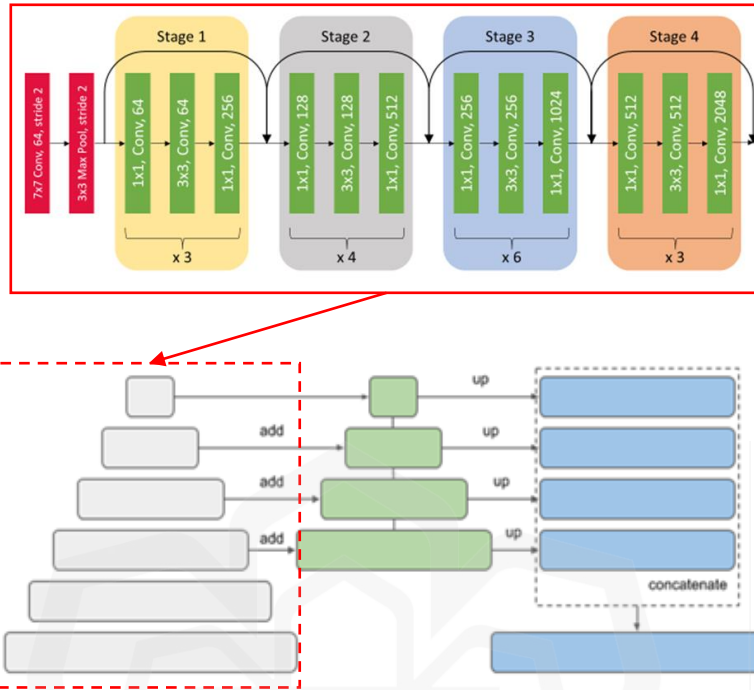 Stage 1
Stage 2
Stage 3
Stage 4
7x7 Conv, 64, stride 2
3x3 Max Pool, stride 2
1x1, Conv, 64
3x3, Conv, 64
1x1, Conv, 256
1x1, Conv, 128
3x3, Conv, 128
1x1, Conv, 512
1x1, Conv, 256
3x3, Conv, 256
1x1, Conv, 1024
1x1, Conv, 512
3x3, Conv, 512
1x1, Conv, 2048
x 3
x 4
x 6
x 3
up
add
up
add
up
add
up
concatenate